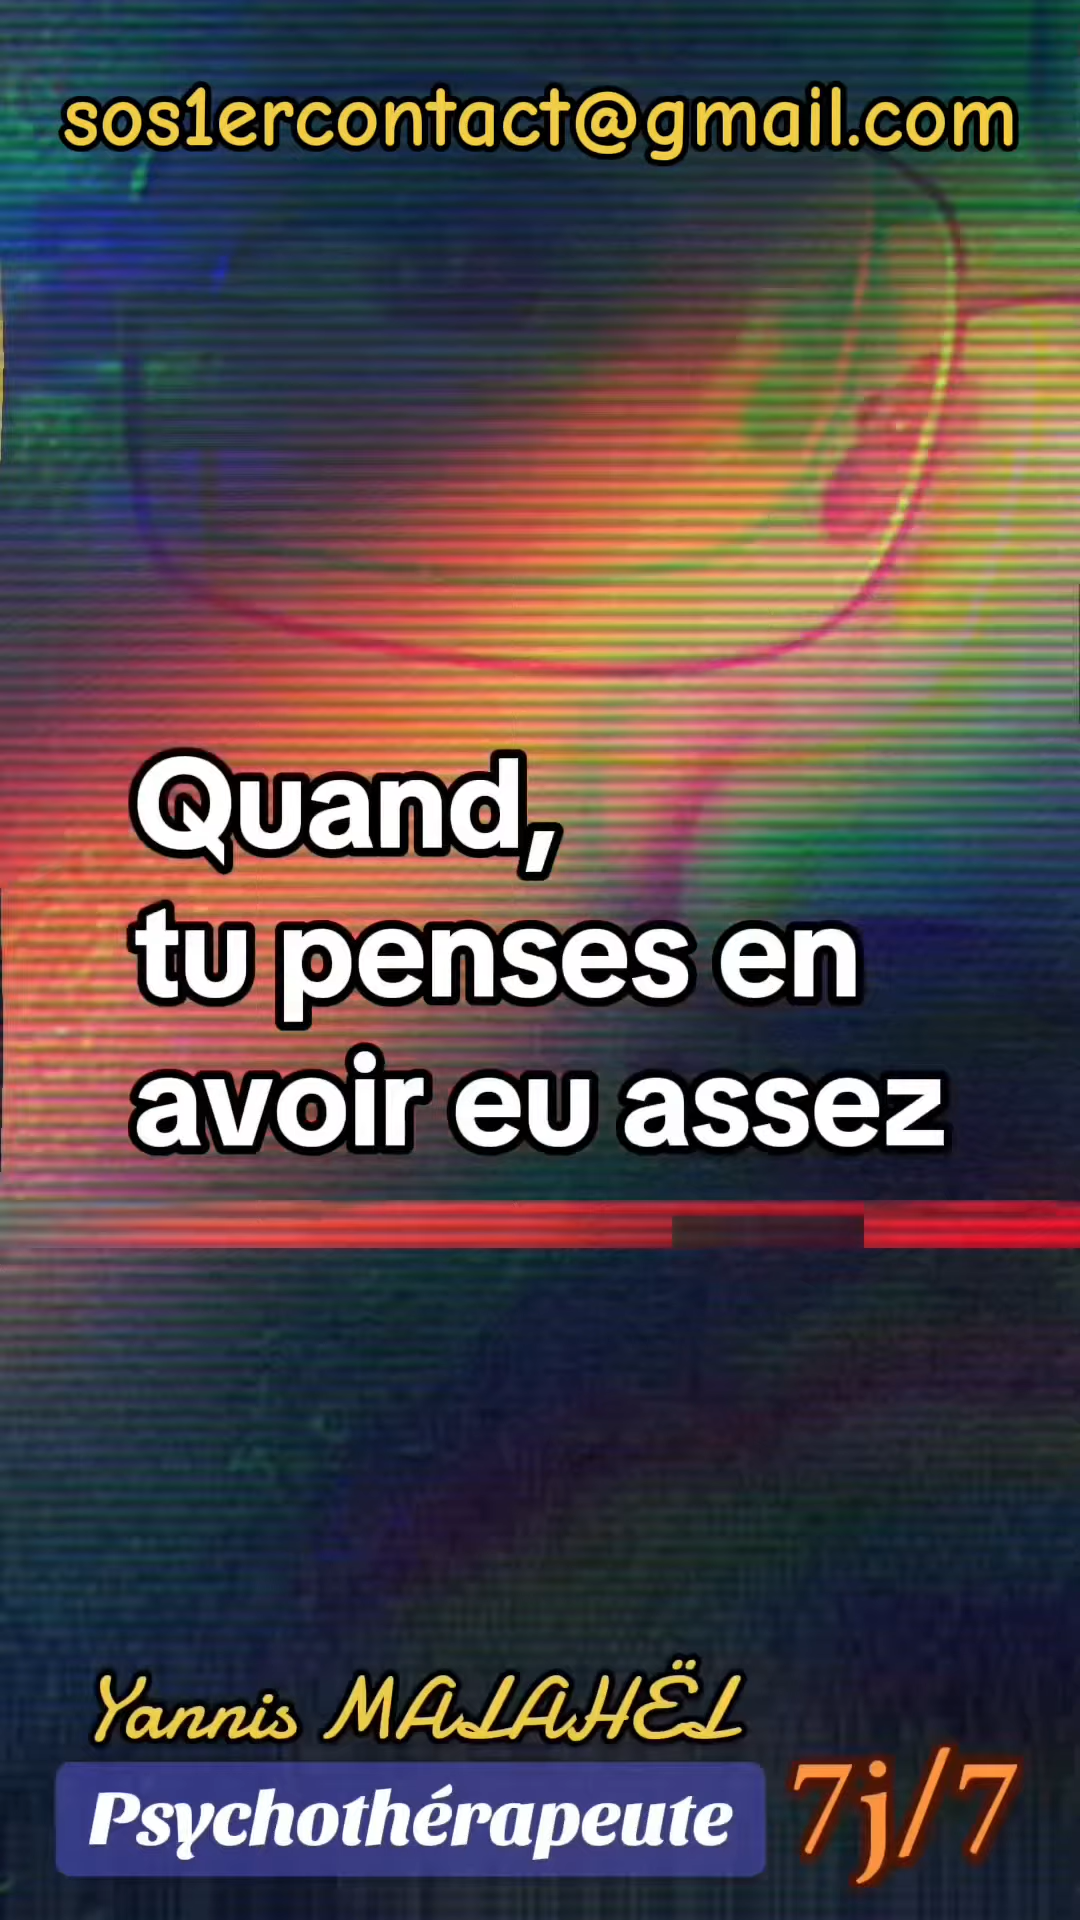 sos1ercontact@gmail.com
Quand,
tu penses en
avoir eu assez
Yannis MALAHËL
Psychothérapeute
7j/7